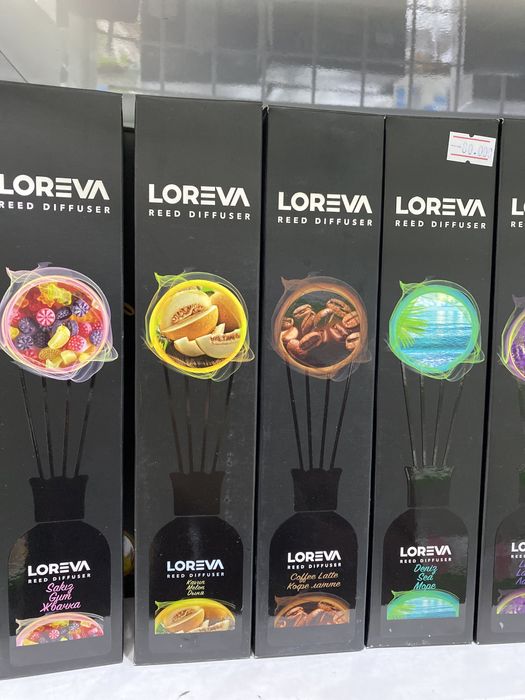 LOREVA
REED DIFFUSER
LOREVA
REED DIFFUSER
Sakız
Gum
Жвачка
LOREVA
REED DIFFUSER
LOREVA
REED DIFFUSER
Kavun
Melon
Дыня
LOREVA
REED DIFFUSER
LOREVA
REED DIFFUSER
Coffee Latte
Кофе латте
LOREVA
REED DIFFUSER
LOREVA
REED DIFFUSER
Deniz
Sea
Море